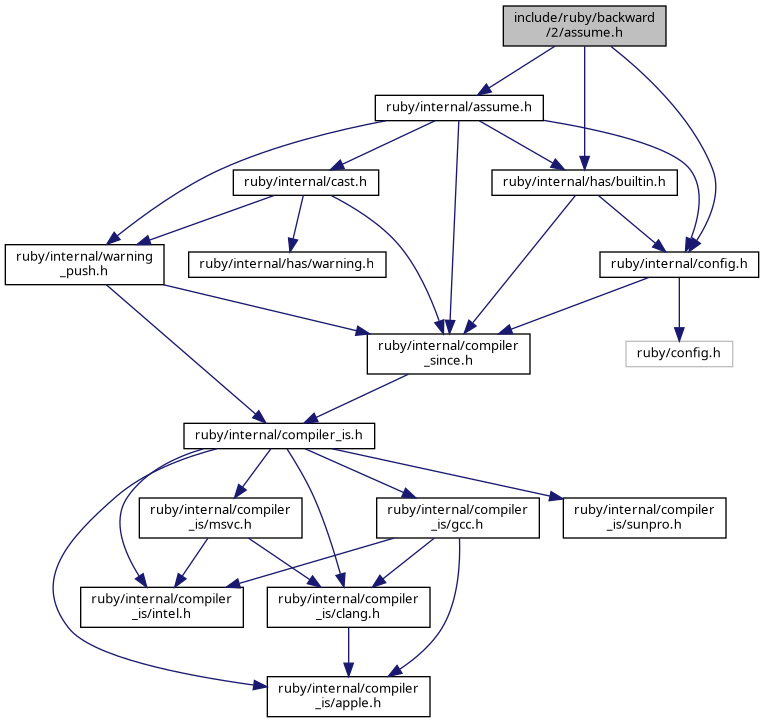 include/ruby/backward
/2/assume.h
ruby/internal/assume.h
ruby/internal/cast.h
ruby/internal/has/builtin.h
ruby/internal/warning
_push.h
ruby/internal/has/warning.h
ruby/internal/config.h
ruby/internal/compiler
_since.h
ruby/config.h
ruby/internal/compiler_is.h
ruby/internal/compiler
_is/msvc.h
ruby/internal/compiler
_is/gcc.h
ruby/internal/compiler
_is/sunpro.h
ruby/internal/compiler
_is/intel.h
ruby/internal/compiler
_is/clang.h
ruby/internal/compiler
_is/apple.h